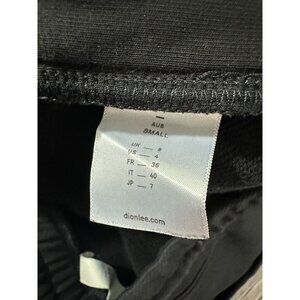 AU8
SMALL
UK — 8
US — 4
FR — 36
IT — 40
JP — 7
dionlee.com